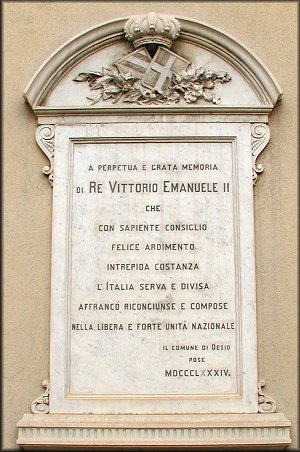 A PERPETUA E GRATA MEMORIA
DI RE VITTORIO EMANUELE II
CHE
CON SAPIENTE CONSIGLIO
FELICE ARDIMENTO
INTREPIDA COSTANZA
L'ITALIA SERVA E DIVISA
AFFRANCÒ RICONGIUNSE E COMPOSE
NELLA LIBERA E FORTE UNITÀ NAZIONALE
IL COMUNE DI DESIO
POSE
MDCCCLXXXIV.